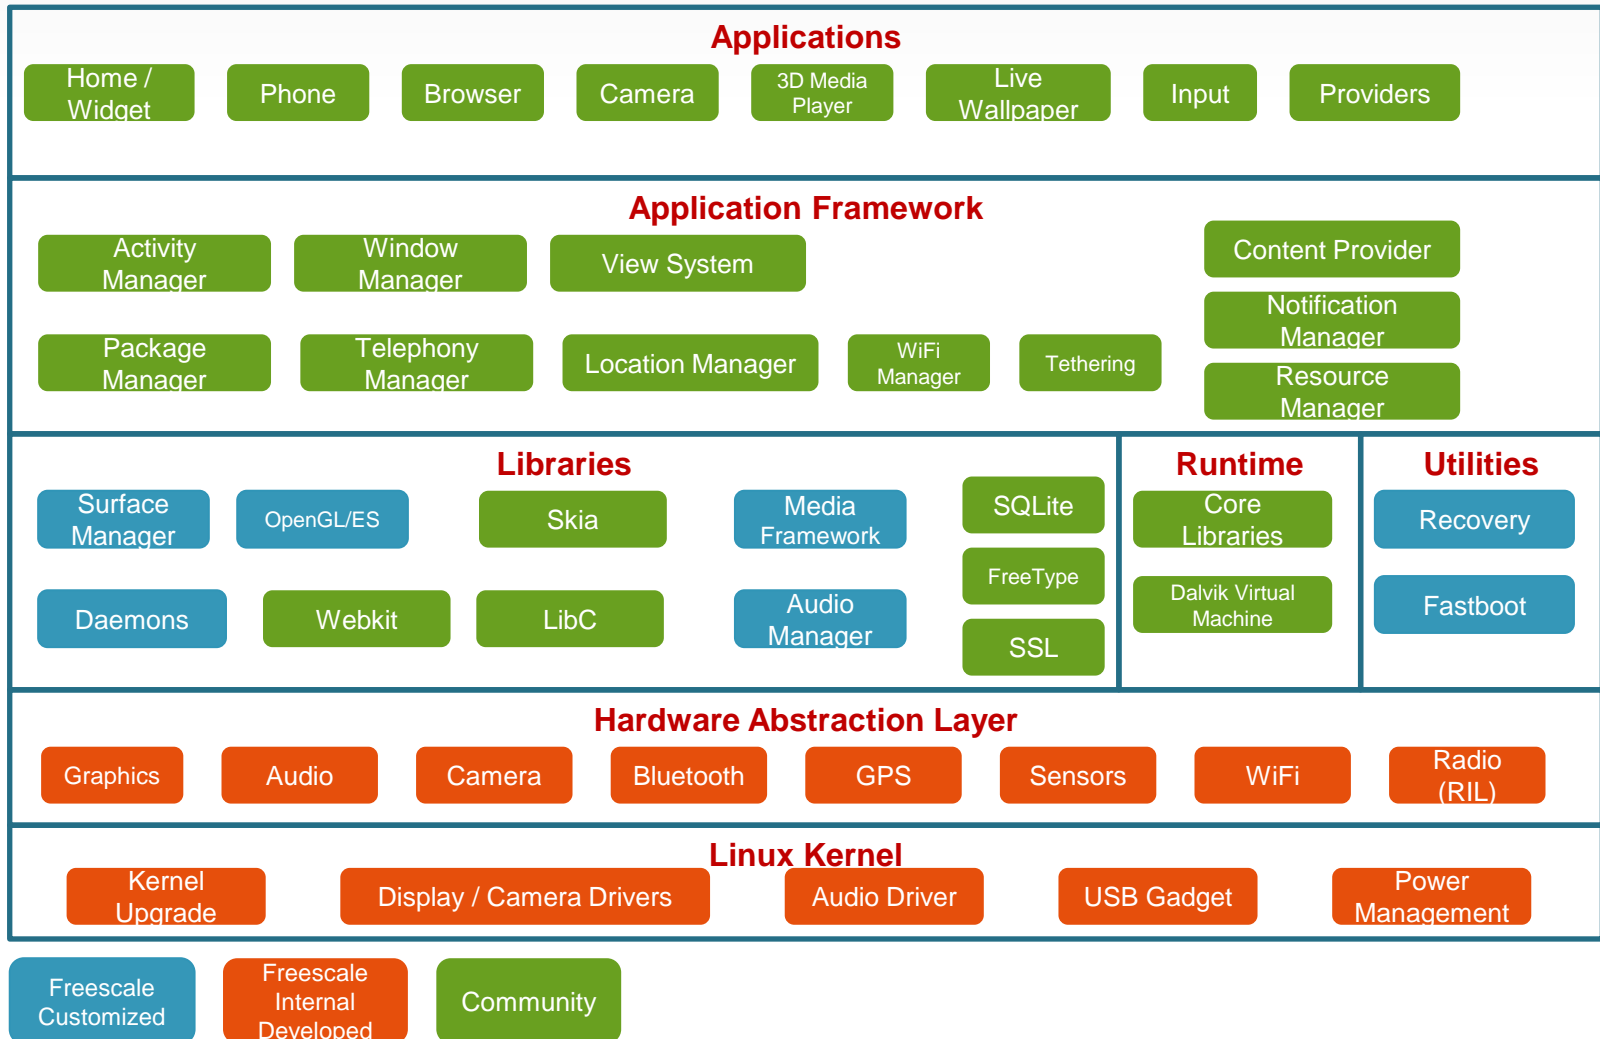 Applications
Home /
Widget
Phone
Browser
Camera
3D Media
Player
Live
Wallpaper
Input
Providers
Application Framework
Activity
Manager
Window
Manager
View System
Content Provider
Notification
Manager
Package
Manager
Telephony
Manager
Location Manager
WiFi
Manager
Tethering
Resource
Manager
Libraries
Surface
Manager
OpenGL/ES
Skia
Media
Framework
SQLite
FreeType
Daemons
Webkit
LibC
Audio
Manager
SSL
Runtime
Core
Libraries
Dalvik Virtual
Machine
Utilities
Recovery
Fastboot
Hardware Abstraction Layer
Graphics
Audio
Camera
Bluetooth
GPS
Sensors
WiFi
Radio
(RIL)
Linux Kernel
Kernel
Upgrade
Display / Camera Drivers
Audio Driver
USB Gadget
Power
Management
Freescale
Customized
Freescale
Internal
Developed
Community